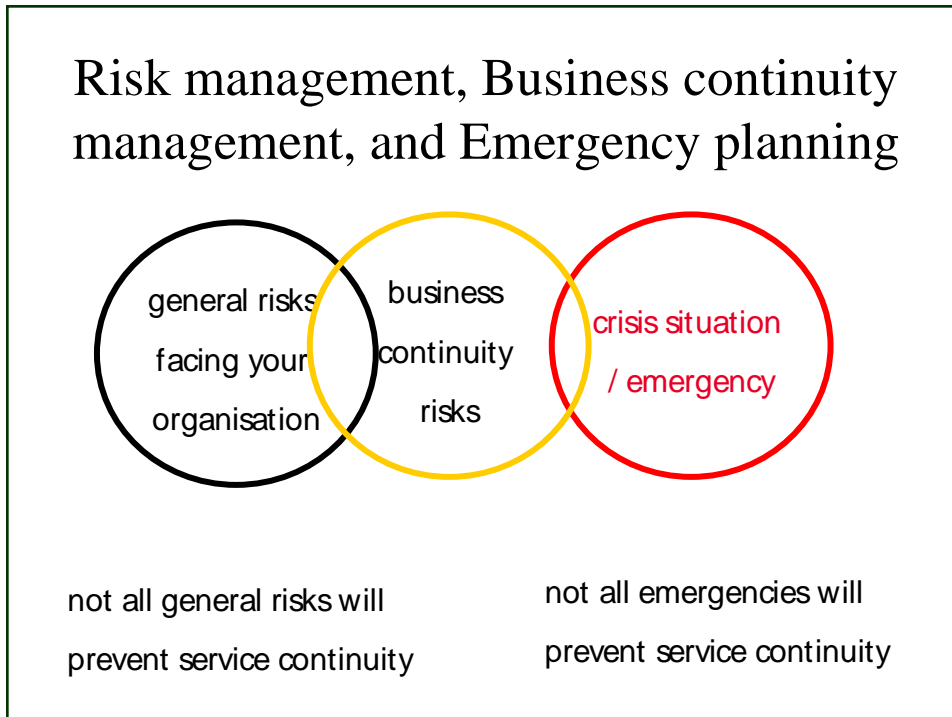 Risk management, Business continuity
management, and Emergency planning
general risks
facing your
organisation
business
continuity
risks
crisis situation
/ emergency
not all general risks will
prevent service continuity
not all emergencies will
prevent service continuity